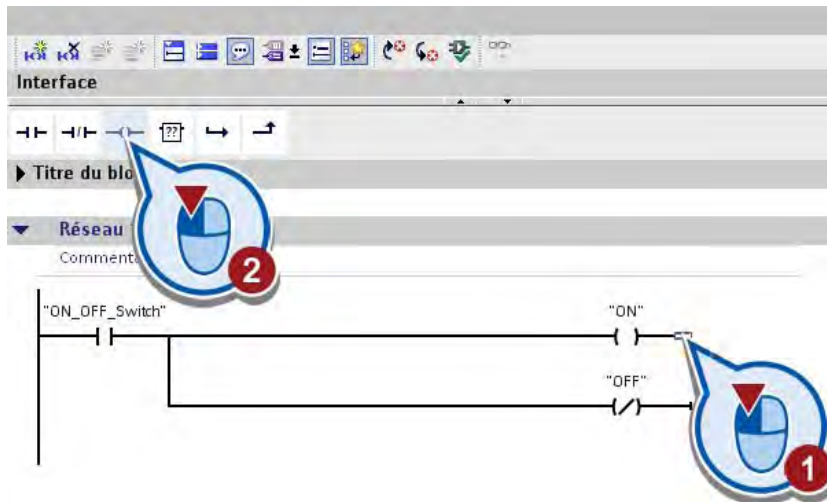 Interface
??
Titre du blo
Réseau
Comment
2
"ON_OFF_Switch"
"ON"
"OFF"
1